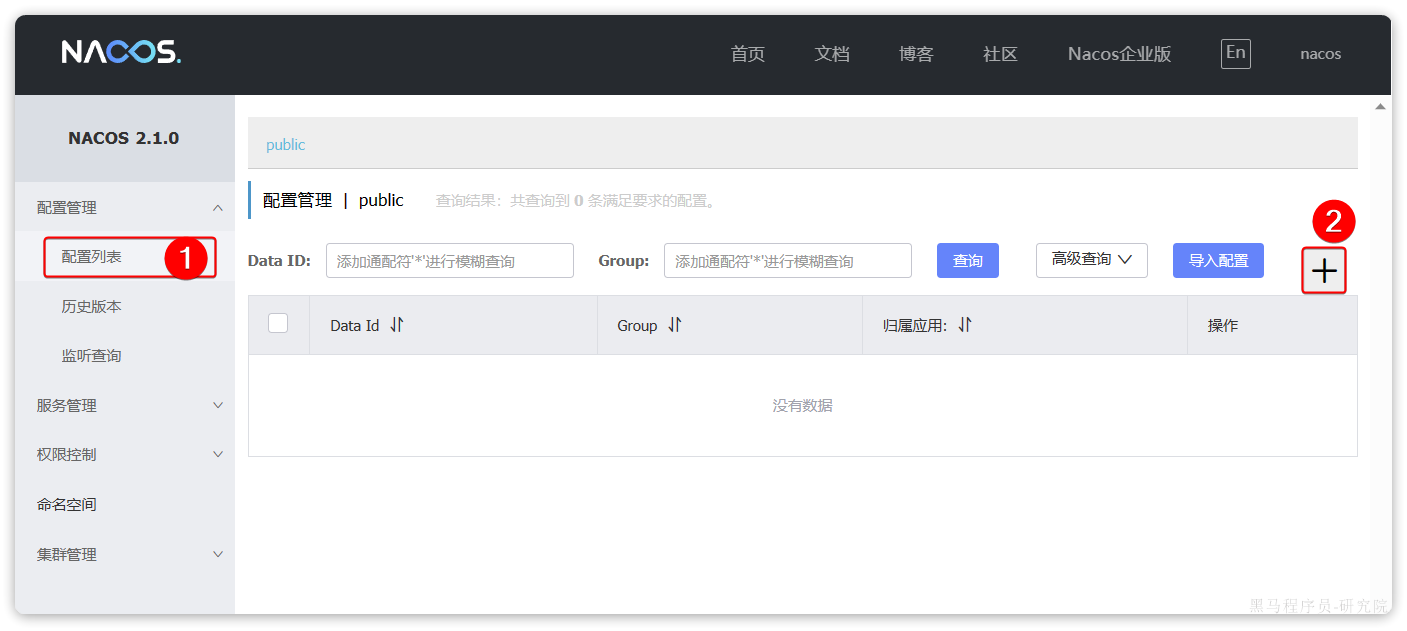 NACOS.
首页 文档 博客 社区 Nacos企业版 En nacos
NACOS 2.1.0
public
配置管理
配置管理 | public 查询结果：共查询到 0 条满足要求的配置。
2
配置列表 1
Data ID: 添加通配符'*'进行模糊查询 Group: 添加通配符'*'进行模糊查询 查询 高级查询 导入配置 +
历史版本
Data Id Group 归属应用: 操作
监听查询
服务管理
没有数据
权限控制
命名空间
集群管理
黑马程序员-研究院